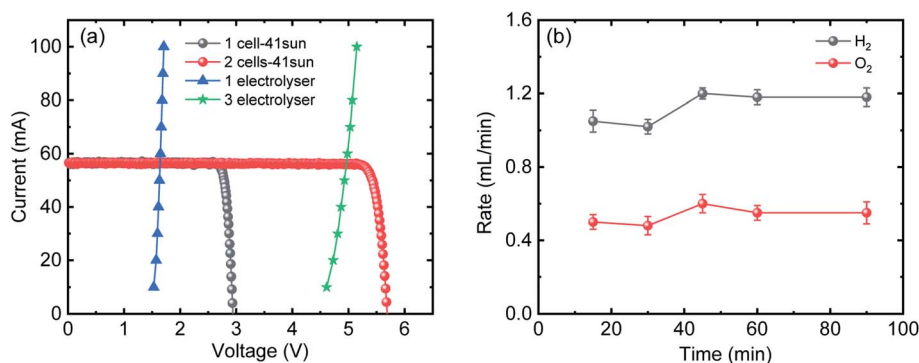 (a)
1 cell-41sun
2 cells-41sun
1 electrolyser
3 electrolyser
100
80
60
40
20
0
Current (mA)
0 1 2 3 4 5 6
Voltage (V)
(b)
H₂
O₂
1.6
1.2
0.8
0.4
0.0
Rate (mL/min)
0 20 40 60 80 100
Time (min)